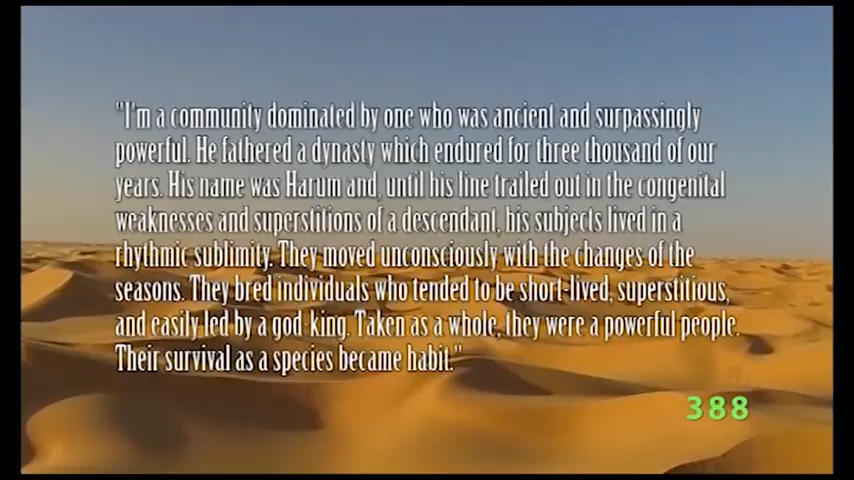 "I'm a community dominated by one who was ancient and surpassingly
powerful. He fathered a dynasty which endured for three thousand of our
years. His name was Harum and, until his line trailed out in the congenital
weaknesses and superstitions of a descendant, his subjects lived in a
rhythmic sublimity. They moved unconsciously with the changes of the
seasons. They bred individuals who tended to be short-lived, superstitious,
and easily led by a god-king. Taken as a whole, they were a powerful people.
Their survival as a species became habit."
388